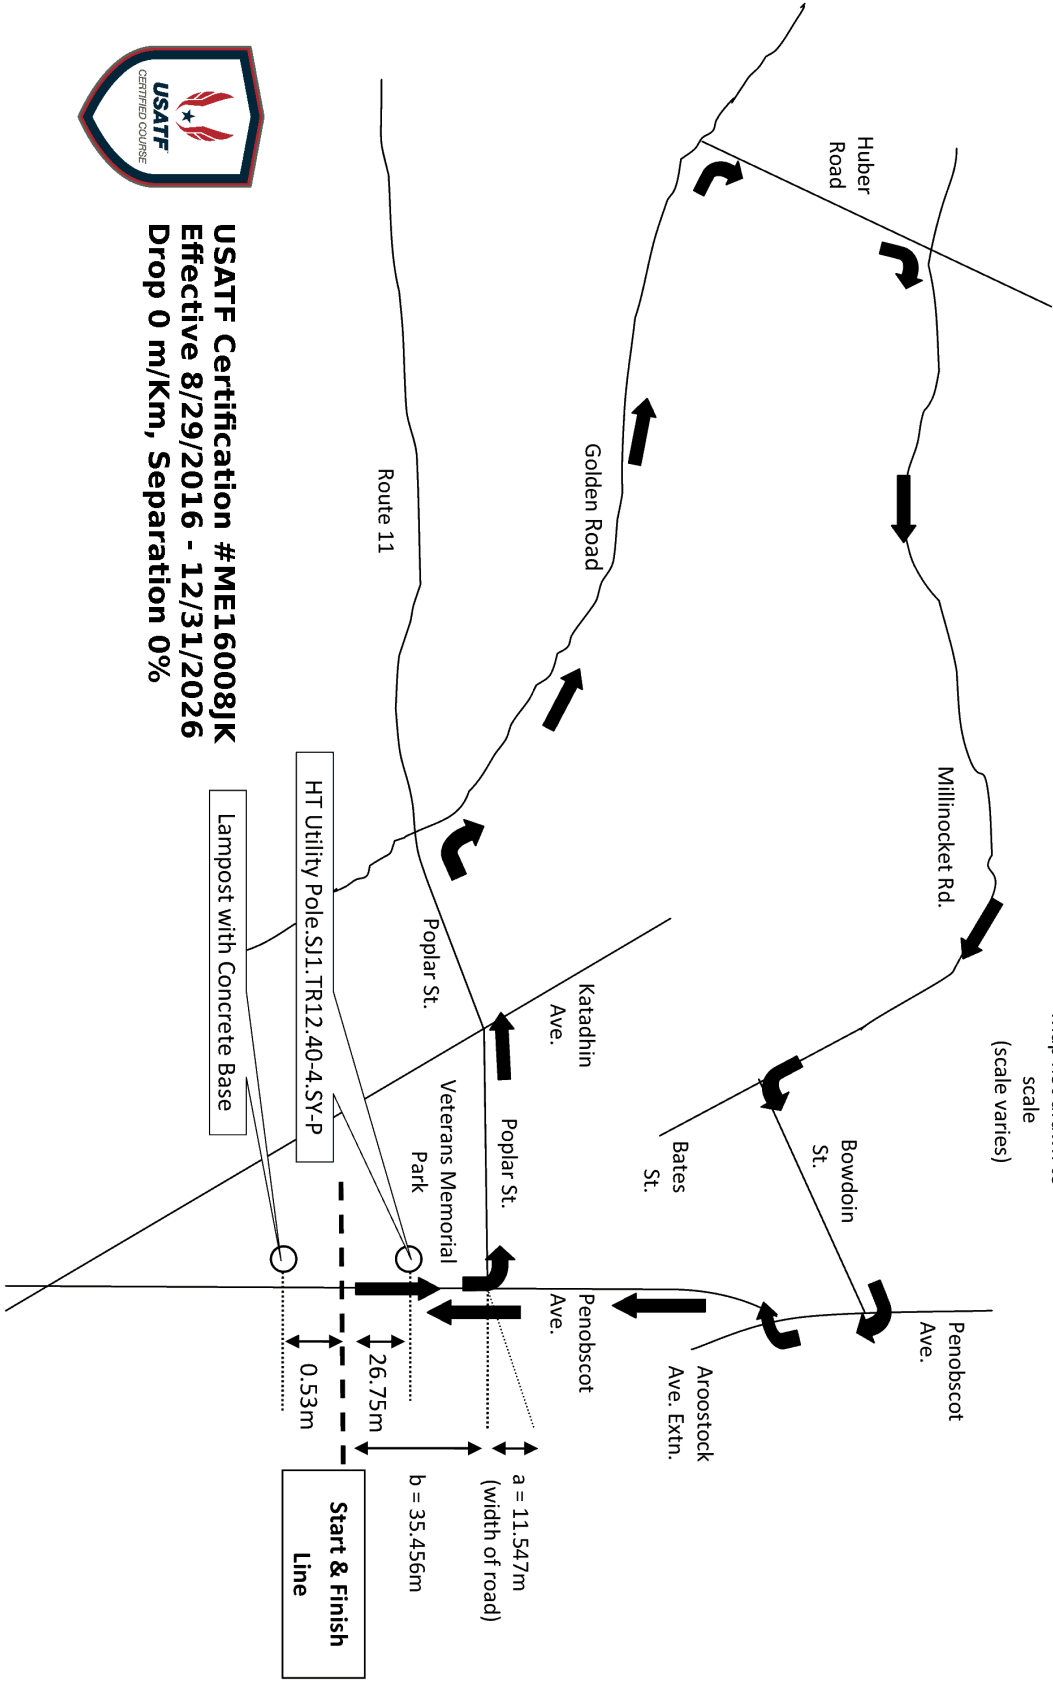 Huber
Road
Golden Road
Route 11
Millinocket Rd.
scale
(scale varies)
Katadhin
Ave.
Poplar St.
Poplar St.
Veterans Memorial
Park
Bates
St.
Bowdoin
St.
Penobscot
Ave.
Penobscot
Ave.
Aroostock
Ave. Extn.
HT Utility Pole.SJ1.TR12.40-4.SY-P
Lampost with Concrete Base
26.75m
0.53m
a = 11.547m
(width of road)
b = 35.456m
Start & Finish
Line
USATF
CERTIFIED COURSE
USATF Certification #ME16008JK
Effective 8/29/2016 - 12/31/2026
Drop 0 m/Km, Separation 0%